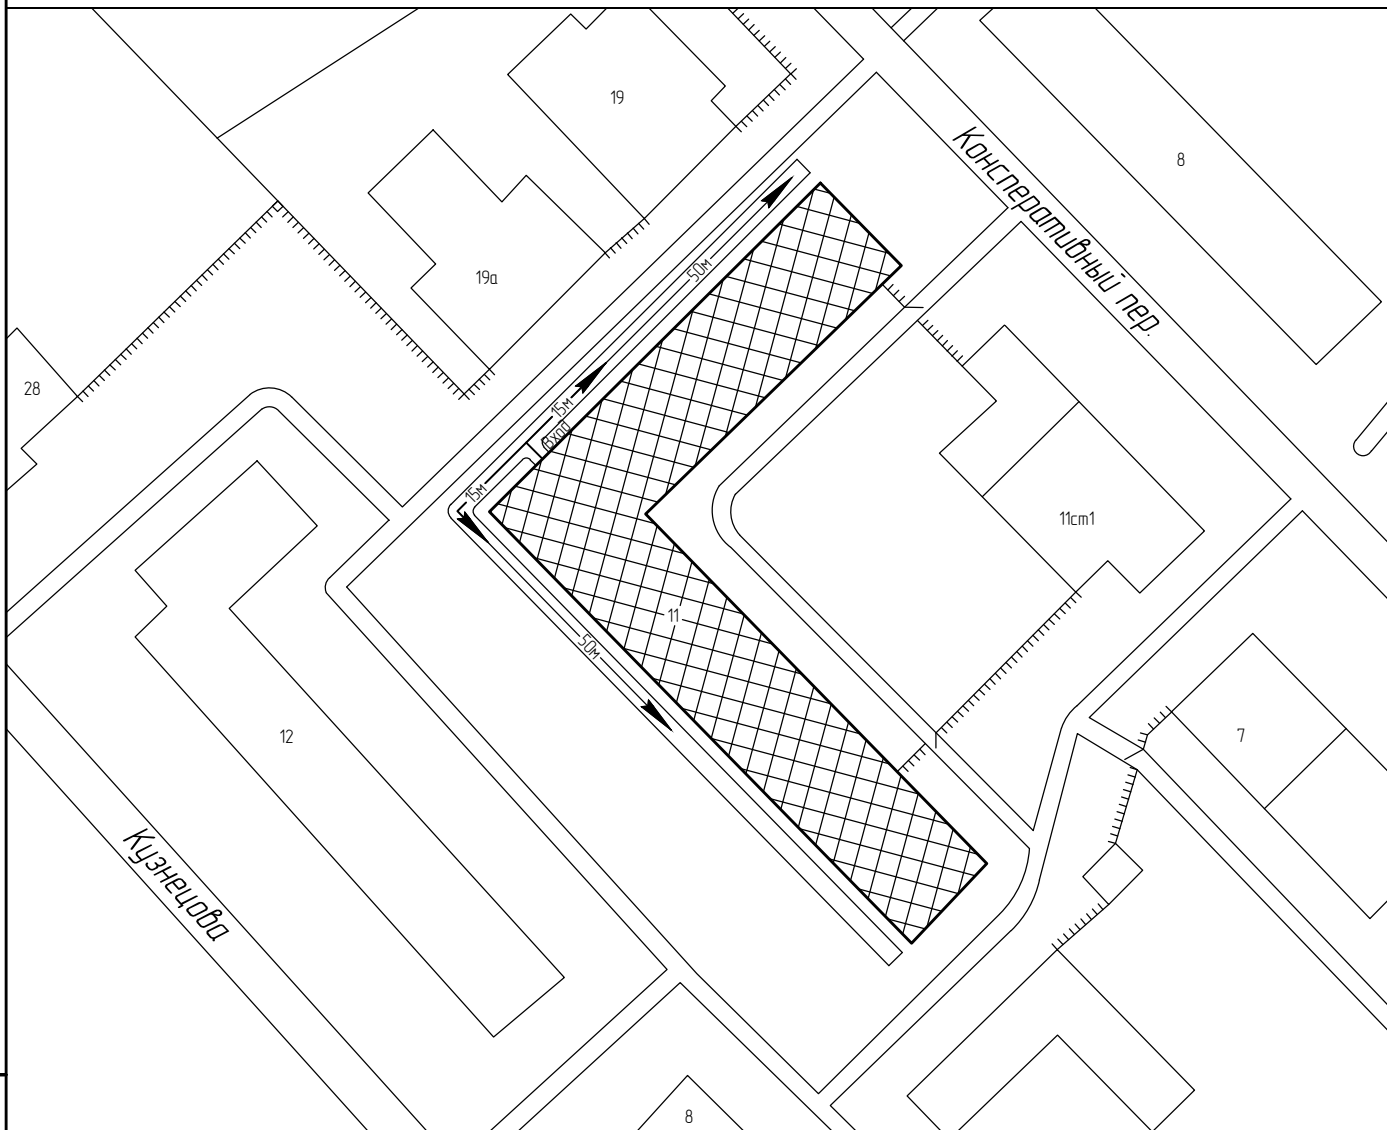 19
8
Консперативный пер.
19а
50м
28
15м
Вход
15м
11ст1
11
50м
12
7
Кузнецова
8